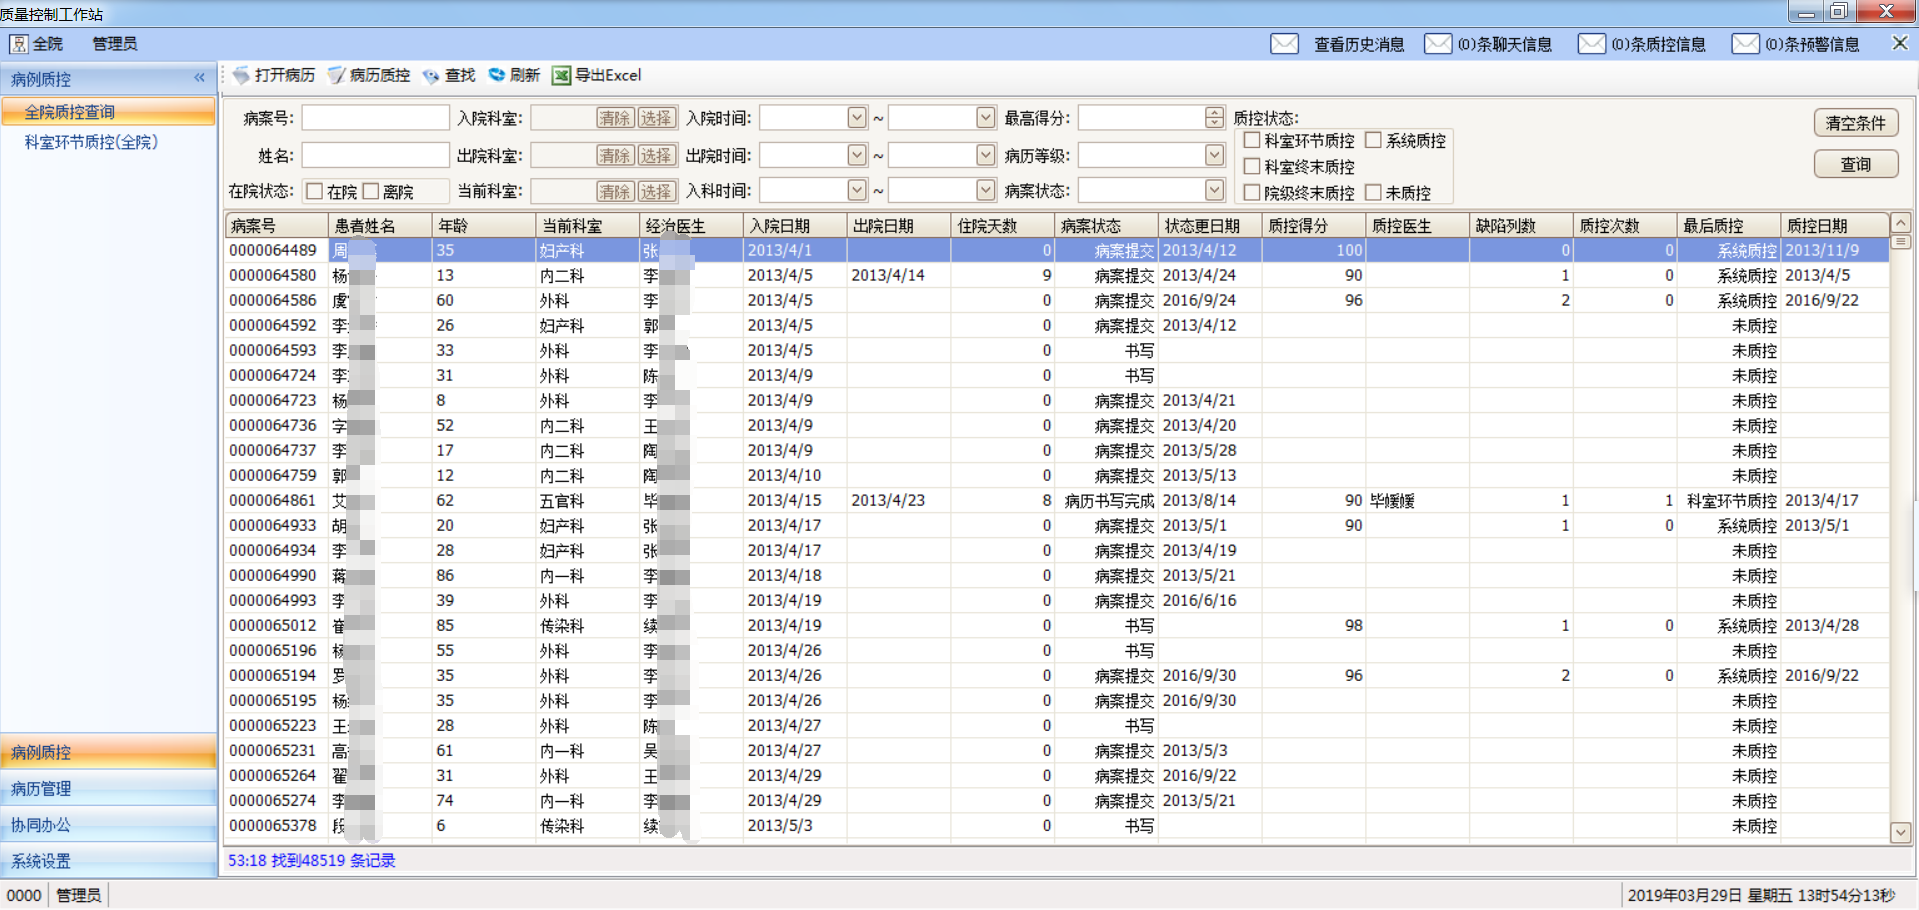 质量控制工作站
全院 管理员 查看历史消息 (0)条聊天信息 (0)条质控信息 (0)条预警信息
病例质控 « 打开病历 病历质控 查找 刷新 导出Excel
全院质控查询
科室环节质控(全院)
病案号: 入院科室: 清除 选择 入院时间: ~ 最高得分: 质控状态: 清空条件
科室环节质控 系统质控
姓名: 出院科室: 清除 选择 出院时间: ~ 病历等级: 科室终末质控 查询
在院状态: 在院 离院 当前科室: 清除 选择 入科时间: ~ 病案状态: 院级终末质控 未质控
病案号 患者姓名 年龄 当前科室 经治医生 入院日期 出院日期 住院天数 病案状态 状态更日期 质控得分 质控医生 缺陷列数 质控次数 最后质控 质控日期
0000064489 周 35 妇产科 张 2013/4/1 0 病案提交 2013/4/12 100 0 0 系统质控 2013/11/9
0000064580 杨 13 内二科 李 2013/4/5 2013/4/14 9 病案提交 2013/4/24 90 1 0 系统质控 2013/4/5
0000064586 虞 60 外科 李 2013/4/5 0 病案提交 2016/9/24 96 2 0 系统质控 2016/9/22
0000064592 李 26 妇产科 郭 2013/4/5 0 病案提交 2013/4/12 未质控
0000064593 李 33 外科 李 2013/4/5 0 书写 未质控
0000064724 李 31 外科 陈 2013/4/9 0 书写 未质控
0000064723 杨 8 外科 李 2013/4/9 0 病案提交 2013/4/21 未质控
0000064736 字 52 内二科 王 2013/4/9 0 病案提交 2013/4/20 未质控
0000064737 李 17 内二科 陶 2013/4/9 0 病案提交 2013/5/28 未质控
0000064759 郭 12 内二科 陶 2013/4/10 0 病案提交 2013/5/13 未质控
0000064861 艾 62 五官科 毕 2013/4/15 2013/4/23 8 病历书写完成 2013/8/14 90 毕媛媛 1 1 科室环节质控 2013/4/17
0000064933 胡 20 妇产科 张 2013/4/17 0 病案提交 2013/5/1 90 1 0 系统质控 2013/5/1
0000064934 李 28 妇产科 张 2013/4/17 0 病案提交 2013/4/19 未质控
0000064990 蒋 86 内一科 李 2013/4/18 0 病案提交 2013/5/21 未质控
0000064993 李 39 外科 李 2013/4/19 0 病案提交 2016/6/16 未质控
0000065012 崔 85 传染科 续 2013/4/19 0 书写 98 1 0 系统质控 2013/4/28
0000065196 杨 55 外科 李 2013/4/26 0 书写 未质控
0000065194 罗 35 外科 李 2013/4/26 0 病案提交 2016/9/30 96 2 0 系统质控 2016/9/22
0000065195 杨 35 外科 李 2013/4/26 0 病案提交 2016/9/30 未质控
0000065223 王 28 外科 陈 2013/4/27 0 书写 未质控
0000065231 高 61 内一科 吴 2013/4/27 0 病案提交 2013/5/3 未质控
0000065264 翟 31 外科 王 2013/4/29 0 病案提交 2016/9/22 未质控
0000065274 李 74 内一科 李 2013/4/29 0 病案提交 2013/5/21 未质控
0000065378 段 6 传染科 续 2013/5/3 0 书写 未质控
病例质控
病历管理
协同办公
系统设置
53:18 找到48519 条记录
0000 管理员 2019年03月29日 星期五 13时54分13秒